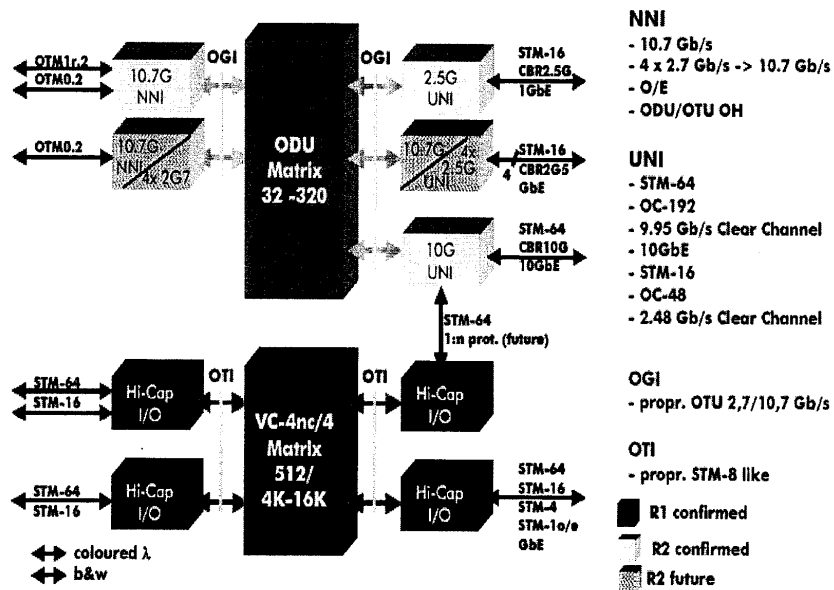 OTM1r.2
OTM0.2
10.7G
NNI
OGI
OTM0.2
10.7G
NNI
4x 2G7
ODU
Matrix
32 -320
OGI
2.5G
UNI
STM-16
CBR2.5G
1GbE
10.7G
4x
2.5G
UNI
4
STM-16
CBR2G5
GbE
10G
UNI
STM-64
CBR10G
10GbE
STM-64
1:n prot. (future)
STM-64
STM-16
Hi-Cap
I/O
OTI
STM-64
STM-16
Hi-Cap
I/O
VC-4nc/4
Matrix
512/
4K-16K
OTI
Hi-Cap
I/O
Hi-Cap
I/O
STM-64
STM-16
STM-4
STM-1o/e
GbE
coloured λ
b&w
NNI
- 10.7 Gb/s
- 4 x 2.7 Gb/s -> 10.7 Gb/s
- O/E
- ODU/OTU OH
UNI
- STM-64
- OC-192
- 9.95 Gb/s Clear Channel
- 10GbE
- STM-16
- OC-48
- 2.48 Gb/s Clear Channel
OGI
- propr. OTU 2,7/10,7 Gb/s
OTI
- propr. STM-8 like
R1 confirmed
R2 confirmed
R2 future